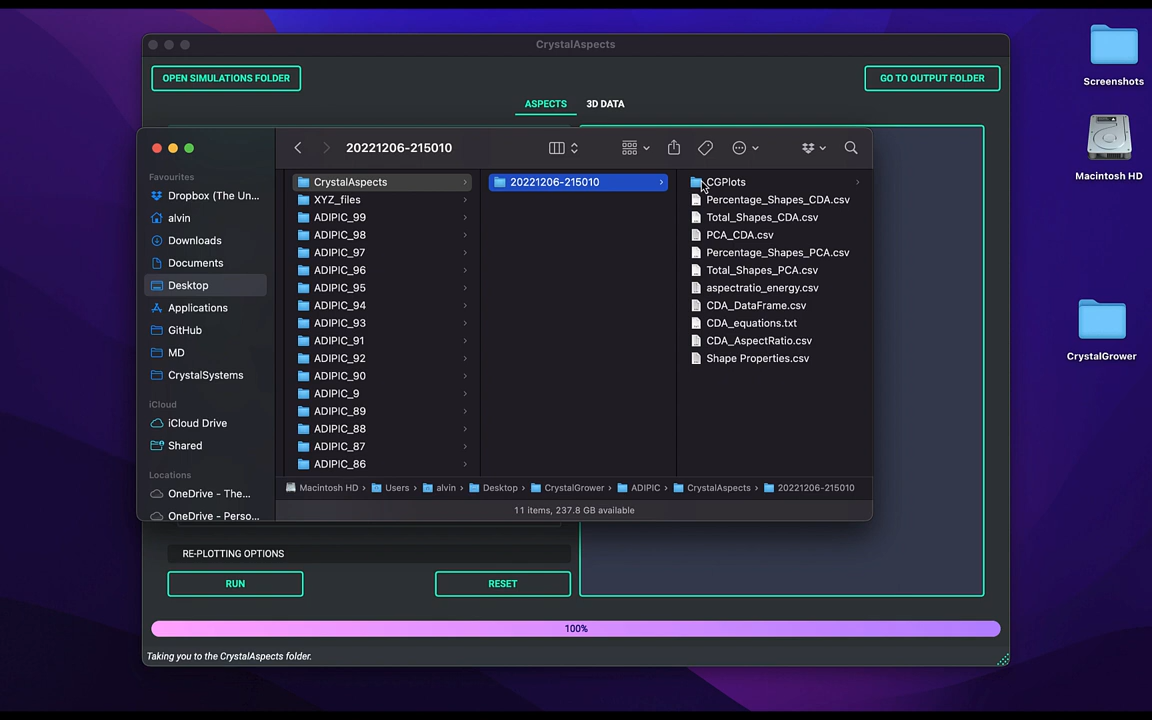 CrystalAspects
OPEN SIMULATIONS FOLDER
GO TO OUTPUT FOLDER
ASPECTS
3D DATA
Screenshots
Macintosh HD
CrystalGrower
20221206-215010
Favourites
Dropbox (The Un...
alvin
Downloads
Documents
Desktop
Applications
GitHub
MD
CrystalSystems
iCloud
iCloud Drive
Shared
Locations
OneDrive - The...
OneDrive - Perso...
CrystalAspects
XYZ_files
ADIPIC_99
ADIPIC_98
ADIPIC_97
ADIPIC_96
ADIPIC_95
ADIPIC_94
ADIPIC_93
ADIPIC_91
ADIPIC_92
ADIPIC_90
ADIPIC_9
ADIPIC_89
ADIPIC_88
ADIPIC_87
ADIPIC_86
20221206-215010
CGPlots
Percentage_Shapes_CDA.csv
Total_Shapes_CDA.csv
PCA_CDA.csv
Percentage_Shapes_PCA.csv
Total_Shapes_PCA.csv
aspectratio_energy.csv
CDA_DataFrame.csv
CDA_equations.txt
CDA_AspectRatio.csv
Shape Properties.csv
Macintosh HD › Users › alvin › Desktop › CrystalGrower › ADIPIC › CrystalAspects › 20221206-215010
11 items, 237.8 GB available
RE-PLOTTING OPTIONS
RUN
RESET
100%
Taking you to the CrystalAspects folder.